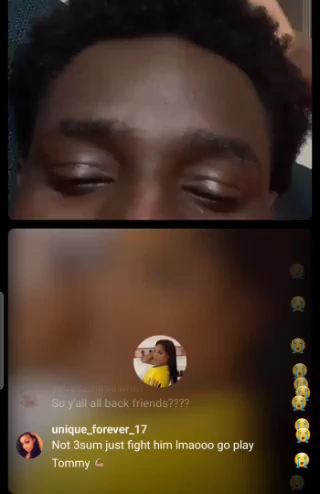 So y'all all back friends????
unique_forever_17
Not 3sum just fight him lmaooo go play
Tommy 💪🏽